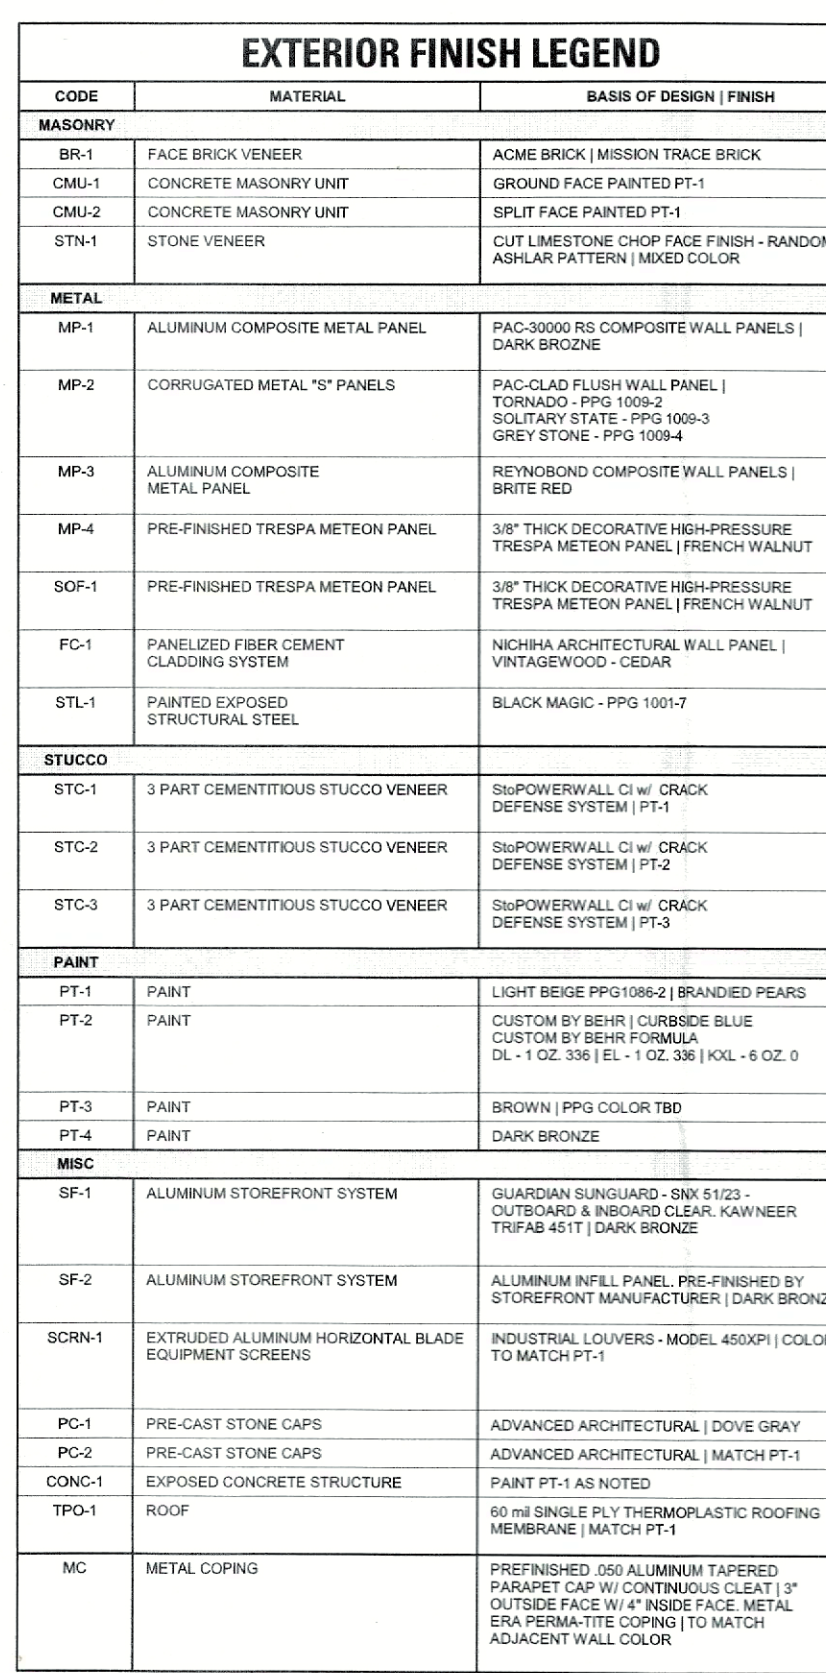 EXTERIOR FINISH LEGEND
CODE MATERIAL BASIS OF DESIGN | FINISH
MASONRY
BR-1 FACE BRICK VENEER ACME BRICK | MISSION TRACE BRICK
CMU-1 CONCRETE MASONRY UNIT GROUND FACE PAINTED PT-1
CMU-2 CONCRETE MASONRY UNIT SPLIT FACE PAINTED PT-1
STN-1 STONE VENEER CUT LIMESTONE CHOP FACE FINISH - RANDOM
ASHLAR PATTERN | MIXED COLOR
METAL
MP-1 ALUMINUM COMPOSITE METAL PANEL PAC-30000 RS COMPOSITE WALL PANELS |
DARK BROZNE
MP-2 CORRUGATED METAL "S" PANELS PAC-CLAD FLUSH WALL PANEL |
TORNADO - PPG 1009-2
SOLITARY STATE - PPG 1009-3
GREY STONE - PPG 1009-4
MP-3 ALUMINUM COMPOSITE REYNOBOND COMPOSITE WALL PANELS |
METAL PANEL BRITE RED
MP-4 PRE-FINISHED TRESPA METEON PANEL 3/8" THICK DECORATIVE HIGH-PRESSURE
TRESPA METEON PANEL | FRENCH WALNUT
SOF-1 PRE-FINISHED TRESPA METEON PANEL 3/8" THICK DECORATIVE HIGH-PRESSURE
TRESPA METEON PANEL | FRENCH WALNUT
FC-1 PANELIZED FIBER CEMENT NICHIHA ARCHITECTURAL WALL PANEL |
CLADDING SYSTEM VINTAGEWOOD - CEDAR
STL-1 PAINTED EXPOSED BLACK MAGIC - PPG 1001-7
STRUCTURAL STEEL
STUCCO
STC-1 3 PART CEMENTITIOUS STUCCO VENEER StoPOWERWALL CI w/ CRACK
DEFENSE SYSTEM | PT-1
STC-2 3 PART CEMENTITIOUS STUCCO VENEER StoPOWERWALL CI w/ CRACK
DEFENSE SYSTEM | PT-2
STC-3 3 PART CEMENTITIOUS STUCCO VENEER StoPOWERWALL CI w/ CRACK
DEFENSE SYSTEM | PT-3
PAINT
PT-1 PAINT LIGHT BEIGE PPG1086-2 | BRANDIED PEARS
PT-2 PAINT CUSTOM BY BEHR | CURBSIDE BLUE
CUSTOM BY BEHR FORMULA
DL - 1 OZ. 336 | EL - 1 OZ. 336 | KXL - 6 OZ. 0
PT-3 PAINT BROWN | PPG COLOR TBD
PT-4 PAINT DARK BRONZE
MISC
SF-1 ALUMINUM STOREFRONT SYSTEM GUARDIAN SUNGUARD - SNX 51/23 -
OUTBOARD & INBOARD CLEAR. KAWNEER
TRIFAB 451T | DARK BRONZE
SF-2 ALUMINUM STOREFRONT SYSTEM ALUMINUM INFILL PANEL. PRE-FINISHED BY
STOREFRONT MANUFACTURER | DARK BRONZ
SCRN-1 EXTRUDED ALUMINUM HORIZONTAL BLADE INDUSTRIAL LOUVERS - MODEL 450XPI | COLO
EQUIPMENT SCREENS TO MATCH PT-1
PC-1 PRE-CAST STONE CAPS ADVANCED ARCHITECTURAL | DOVE GRAY
PC-2 PRE-CAST STONE CAPS ADVANCED ARCHITECTURAL | MATCH PT-1
CONC-1 EXPOSED CONCRETE STRUCTURE PAINT PT-1 AS NOTED
TPO-1 ROOF 60 mil SINGLE PLY THERMOPLASTIC ROOFING
MEMBRANE | MATCH PT-1
MC METAL COPING PREFINISHED .050 ALUMINUM TAPERED
PARAPET CAP W/ CONTINUOUS CLEAT | 3"
OUTSIDE FACE W/ 4" INSIDE FACE. METAL
ERA PERMA-TITE COPING | TO MATCH
ADJACENT WALL COLOR